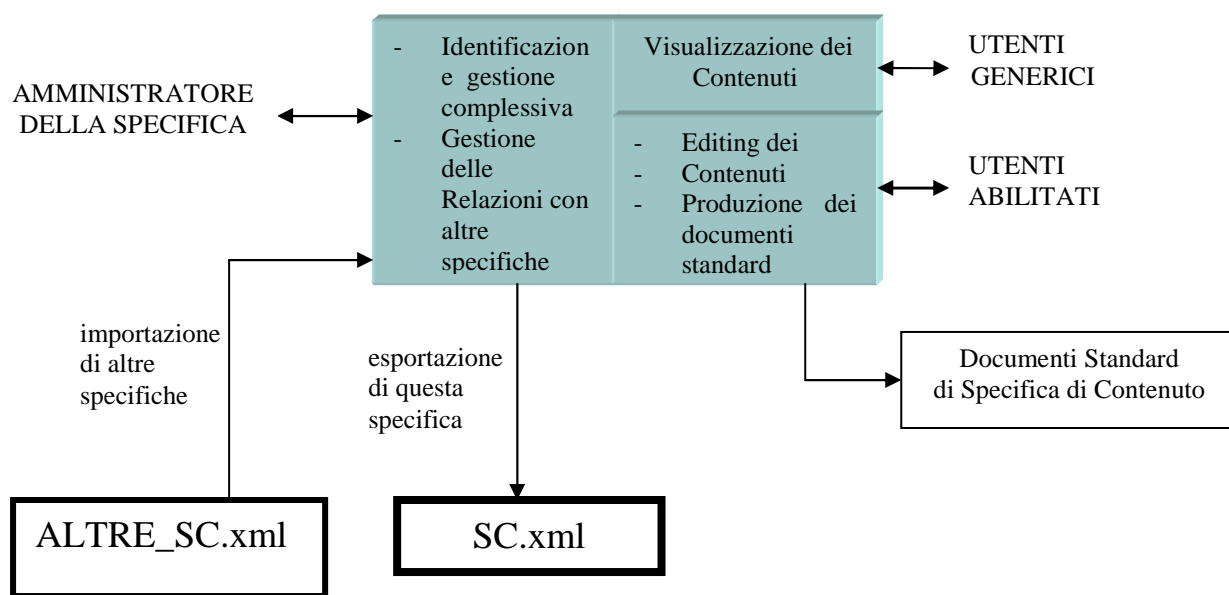 AMMINISTRATORE
DELLA SPECIFICA
- Identificazion
e gestione
complessiva
- Gestione
delle
Relazioni con
altre
specifiche
Visualizzazione dei
Contenuti
- Editing dei
- Contenuti
- Produzione dei
documenti
standard
UTENTI
GENERICI
UTENTI
ABILITATI
importazione
di altre
specifiche
esportazione
di questa
specifica
Documenti Standard
di Specifica di Contenuto
ALTRE_SC.xml
SC.xml